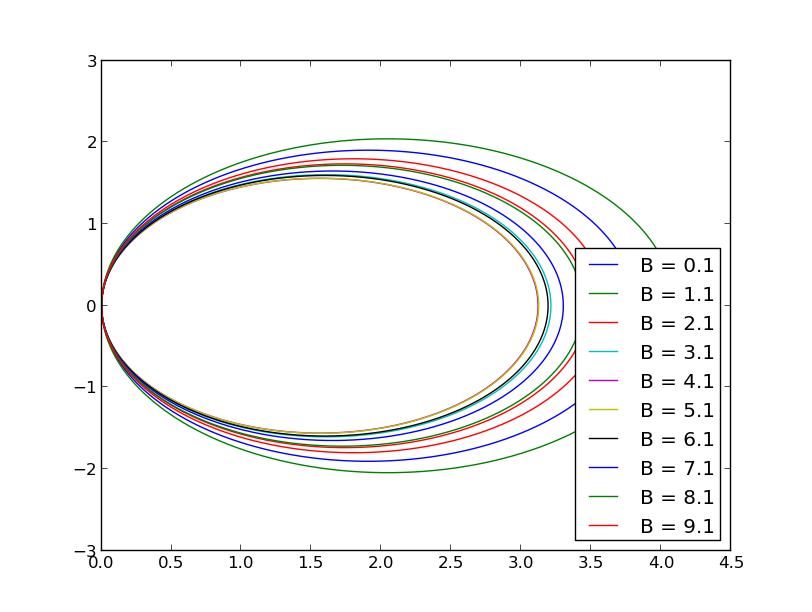 3
2
1
0
−1
−2
−3
0.0 0.5 1.0 1.5 2.0 2.5 3.0 3.5 4.0 4.5
B = 0.1
B = 1.1
B = 2.1
B = 3.1
B = 4.1
B = 5.1
B = 6.1
B = 7.1
B = 8.1
B = 9.1